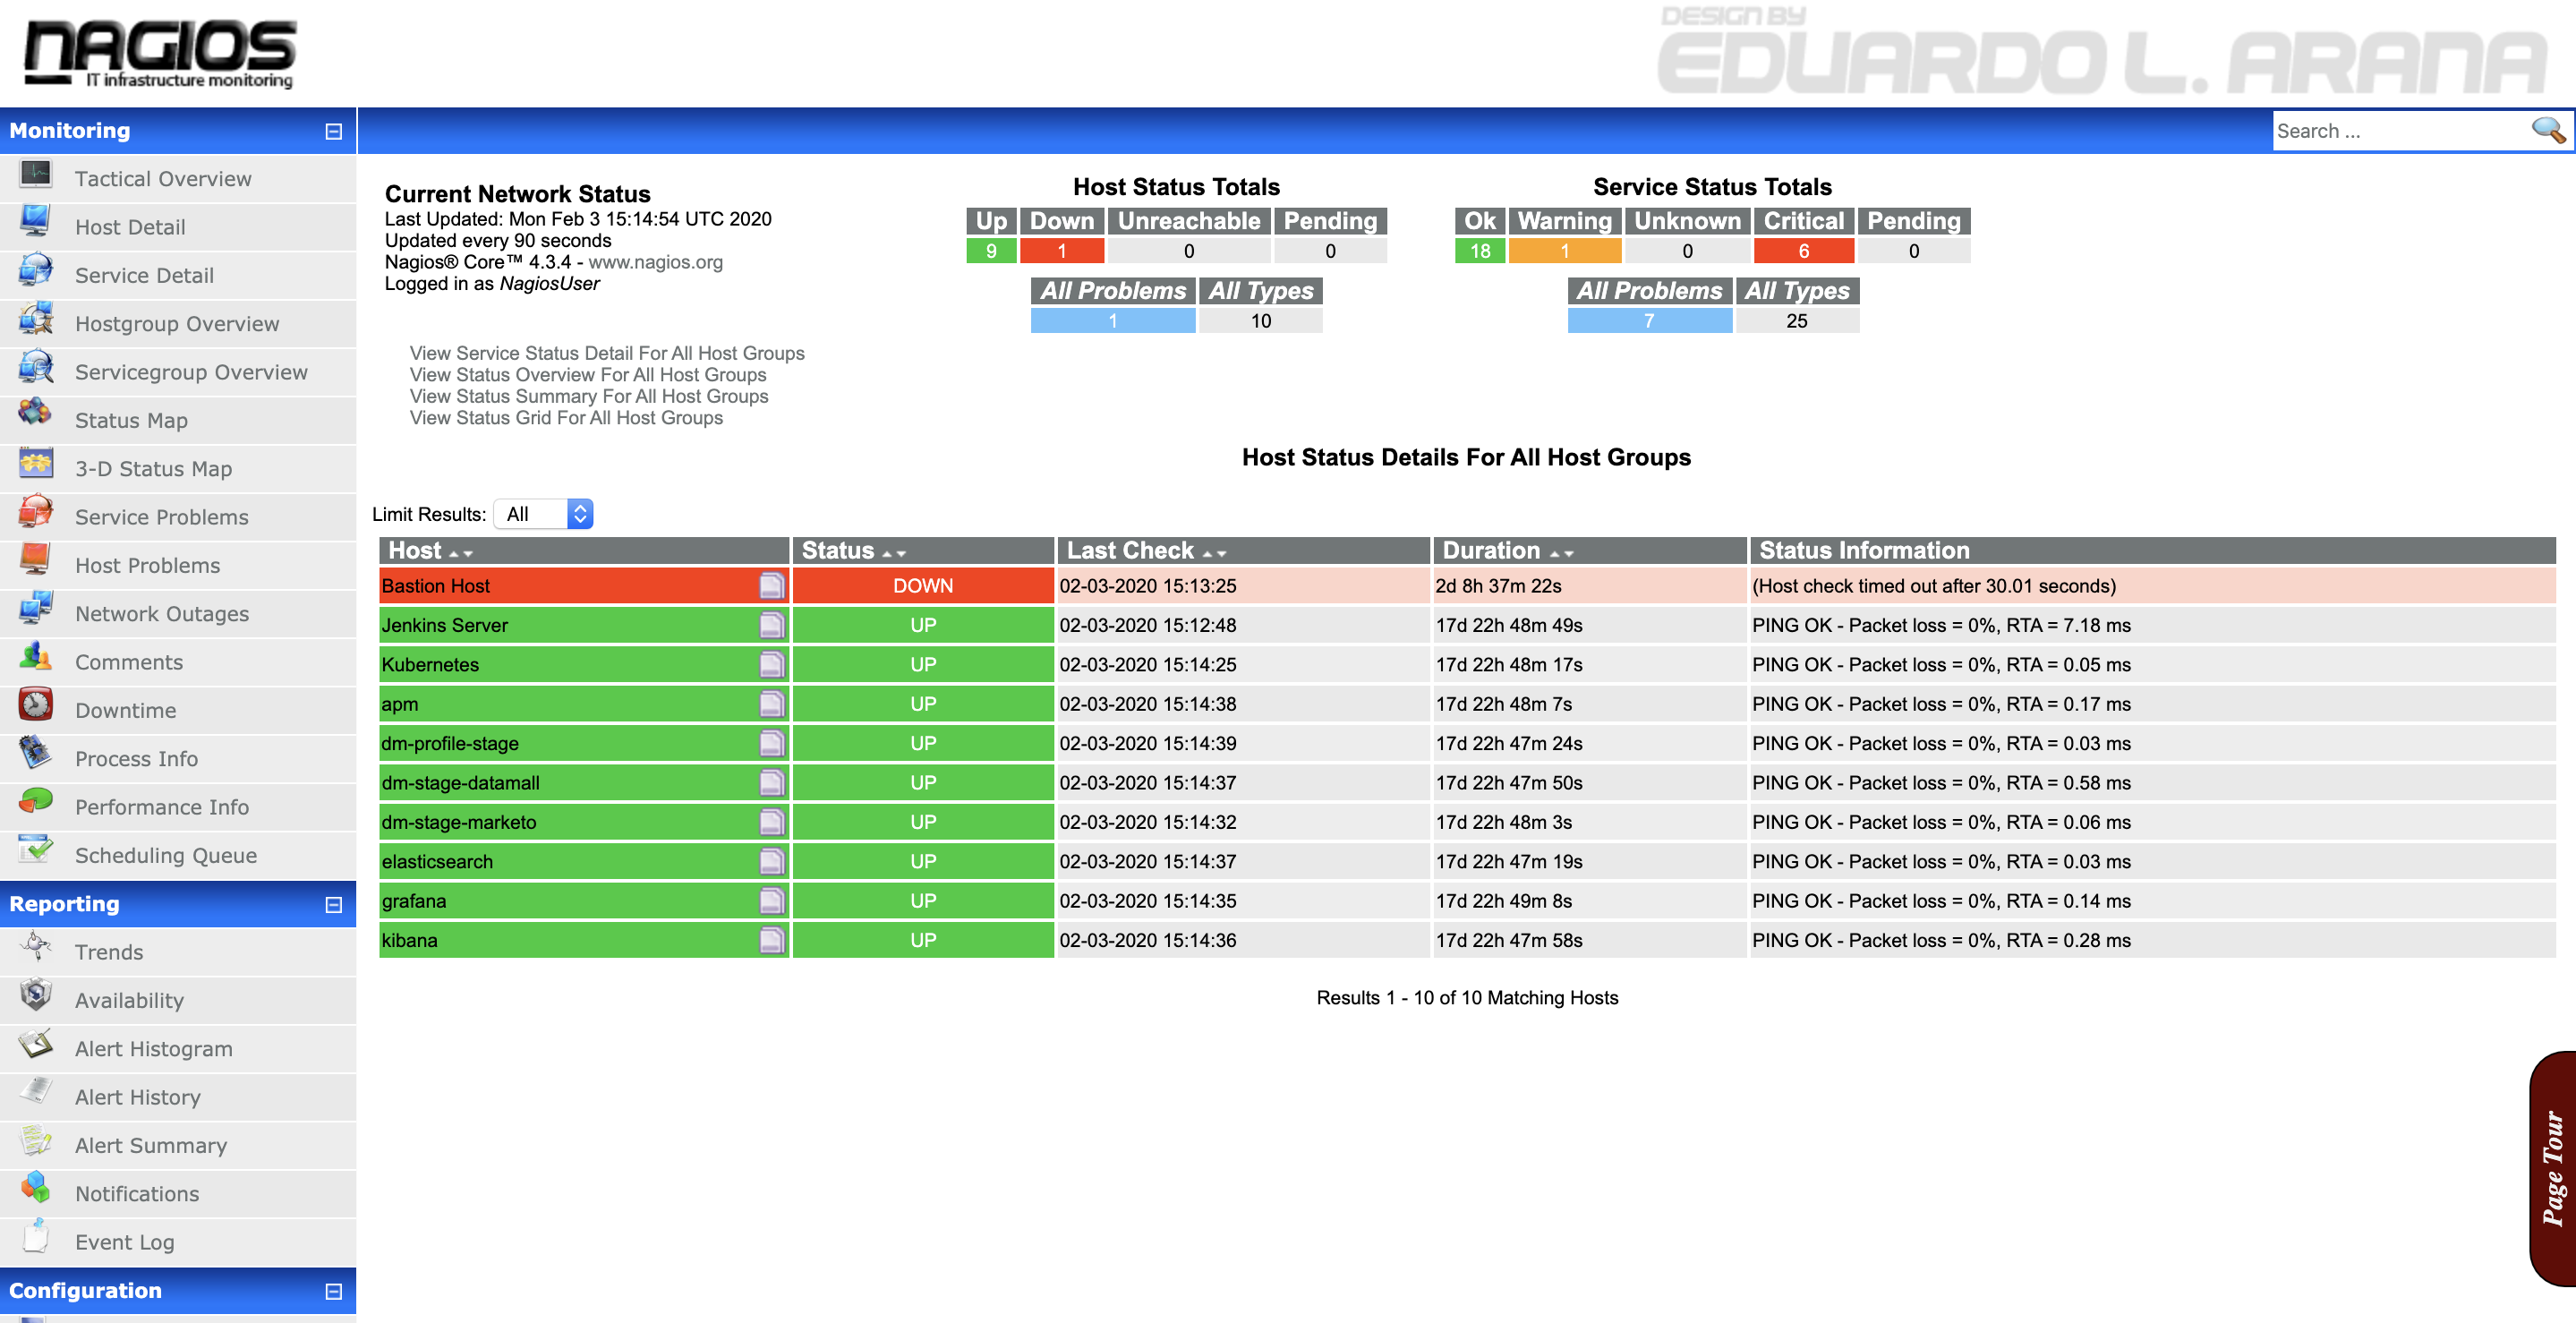 NAGIOS
IT infrastructure monitoring
DESIGN BY
EDUARDO L. ARANA
Monitoring
Search ...
Tactical Overview
Host Detail
Service Detail
Hostgroup Overview
Servicegroup Overview
Status Map
3-D Status Map
Service Problems
Host Problems
Network Outages
Comments
Downtime
Process Info
Performance Info
Scheduling Queue
Reporting
Trends
Availability
Alert Histogram
Alert History
Alert Summary
Notifications
Event Log
Configuration
Current Network Status
Last Updated: Mon Feb 3 15:14:54 UTC 2020
Updated every 90 seconds
Nagios® Core™ 4.3.4 - www.nagios.org
Logged in as NagiosUser
View Service Status Detail For All Host Groups
View Status Overview For All Host Groups
View Status Summary For All Host Groups
View Status Grid For All Host Groups
Host Status Totals
Up Down Unreachable Pending
9 1 0 0
All Problems All Types
1 10
Service Status Totals
Ok Warning Unknown Critical Pending
18 1 0 6 0
All Problems All Types
7 25
Host Status Details For All Host Groups
Limit Results: All
Host Status Last Check Duration Status Information
Bastion Host DOWN 02-03-2020 15:13:25 2d 8h 37m 22s (Host check timed out after 30.01 seconds)
Jenkins Server UP 02-03-2020 15:12:48 17d 22h 48m 49s PING OK - Packet loss = 0%, RTA = 7.18 ms
Kubernetes UP 02-03-2020 15:14:25 17d 22h 48m 17s PING OK - Packet loss = 0%, RTA = 0.05 ms
apm UP 02-03-2020 15:14:38 17d 22h 48m 7s PING OK - Packet loss = 0%, RTA = 0.17 ms
dm-profile-stage UP 02-03-2020 15:14:39 17d 22h 47m 24s PING OK - Packet loss = 0%, RTA = 0.03 ms
dm-stage-datamall UP 02-03-2020 15:14:37 17d 22h 47m 50s PING OK - Packet loss = 0%, RTA = 0.58 ms
dm-stage-marketo UP 02-03-2020 15:14:32 17d 22h 48m 3s PING OK - Packet loss = 0%, RTA = 0.06 ms
elasticsearch UP 02-03-2020 15:14:37 17d 22h 47m 19s PING OK - Packet loss = 0%, RTA = 0.03 ms
grafana UP 02-03-2020 15:14:35 17d 22h 49m 8s PING OK - Packet loss = 0%, RTA = 0.14 ms
kibana UP 02-03-2020 15:14:36 17d 22h 47m 58s PING OK - Packet loss = 0%, RTA = 0.28 ms
Results 1 - 10 of 10 Matching Hosts
Page Tour